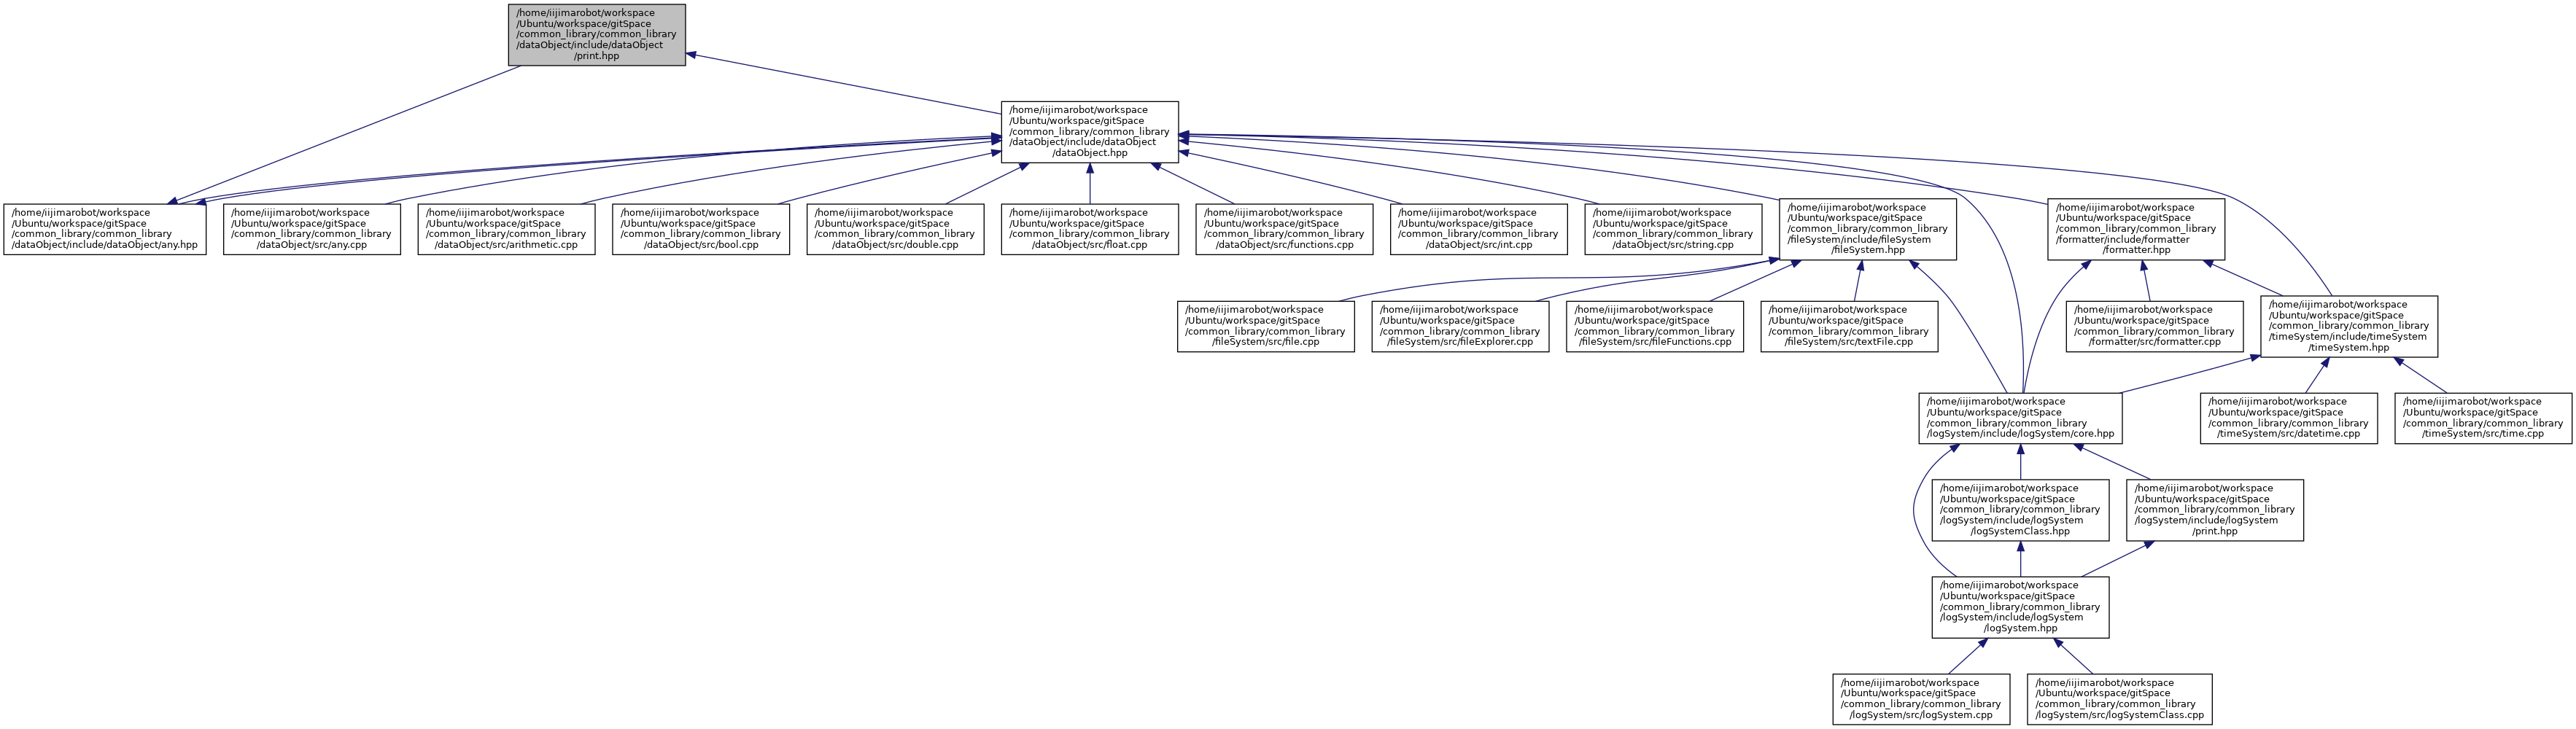 /home/iijimarobot/workspace
/Ubuntu/workspace/gitSpace
/common_library/common_library
/dataObject/include/dataObject
/print.hpp
/home/iijimarobot/workspace
/Ubuntu/workspace/gitSpace
/common_library/common_library
/dataObject/include/dataObject
/dataObject.hpp
/home/iijimarobot/workspace
/Ubuntu/workspace/gitSpace
/common_library/common_library
/dataObject/include/dataObject/any.hpp
/home/iijimarobot/workspace
/Ubuntu/workspace/gitSpace
/common_library/common_library
/dataObject/src/any.cpp
/home/iijimarobot/workspace
/Ubuntu/workspace/gitSpace
/common_library/common_library
/dataObject/src/arithmetic.cpp
/home/iijimarobot/workspace
/Ubuntu/workspace/gitSpace
/common_library/common_library
/dataObject/src/bool.cpp
/home/iijimarobot/workspace
/Ubuntu/workspace/gitSpace
/common_library/common_library
/dataObject/src/double.cpp
/home/iijimarobot/workspace
/Ubuntu/workspace/gitSpace
/common_library/common_library
/dataObject/src/float.cpp
/home/iijimarobot/workspace
/Ubuntu/workspace/gitSpace
/common_library/common_library
/dataObject/src/functions.cpp
/home/iijimarobot/workspace
/Ubuntu/workspace/gitSpace
/common_library/common_library
/dataObject/src/int.cpp
/home/iijimarobot/workspace
/Ubuntu/workspace/gitSpace
/common_library/common_library
/dataObject/src/string.cpp
/home/iijimarobot/workspace
/Ubuntu/workspace/gitSpace
/common_library/common_library
/fileSystem/include/fileSystem
/fileSystem.hpp
/home/iijimarobot/workspace
/Ubuntu/workspace/gitSpace
/common_library/common_library
/formatter/include/formatter
/formatter.hpp
/home/iijimarobot/workspace
/Ubuntu/workspace/gitSpace
/common_library/common_library
/fileSystem/src/file.cpp
/home/iijimarobot/workspace
/Ubuntu/workspace/gitSpace
/common_library/common_library
/fileSystem/src/fileExplorer.cpp
/home/iijimarobot/workspace
/Ubuntu/workspace/gitSpace
/common_library/common_library
/fileSystem/src/fileFunctions.cpp
/home/iijimarobot/workspace
/Ubuntu/workspace/gitSpace
/common_library/common_library
/fileSystem/src/textFile.cpp
/home/iijimarobot/workspace
/Ubuntu/workspace/gitSpace
/common_library/common_library
/formatter/src/formatter.cpp
/home/iijimarobot/workspace
/Ubuntu/workspace/gitSpace
/common_library/common_library
/timeSystem/include/timeSystem
/timeSystem.hpp
/home/iijimarobot/workspace
/Ubuntu/workspace/gitSpace
/common_library/common_library
/logSystem/include/logSystem/core.hpp
/home/iijimarobot/workspace
/Ubuntu/workspace/gitSpace
/common_library/common_library
/timeSystem/src/datetime.cpp
/home/iijimarobot/workspace
/Ubuntu/workspace/gitSpace
/common_library/common_library
/timeSystem/src/time.cpp
/home/iijimarobot/workspace
/Ubuntu/workspace/gitSpace
/common_library/common_library
/logSystem/include/logSystem
/logSystemClass.hpp
/home/iijimarobot/workspace
/Ubuntu/workspace/gitSpace
/common_library/common_library
/logSystem/include/logSystem
/print.hpp
/home/iijimarobot/workspace
/Ubuntu/workspace/gitSpace
/common_library/common_library
/logSystem/include/logSystem
/logSystem.hpp
/home/iijimarobot/workspace
/Ubuntu/workspace/gitSpace
/common_library/common_library
/logSystem/src/logSystem.cpp
/home/iijimarobot/workspace
/Ubuntu/workspace/gitSpace
/common_library/common_library
/logSystem/src/logSystemClass.cpp